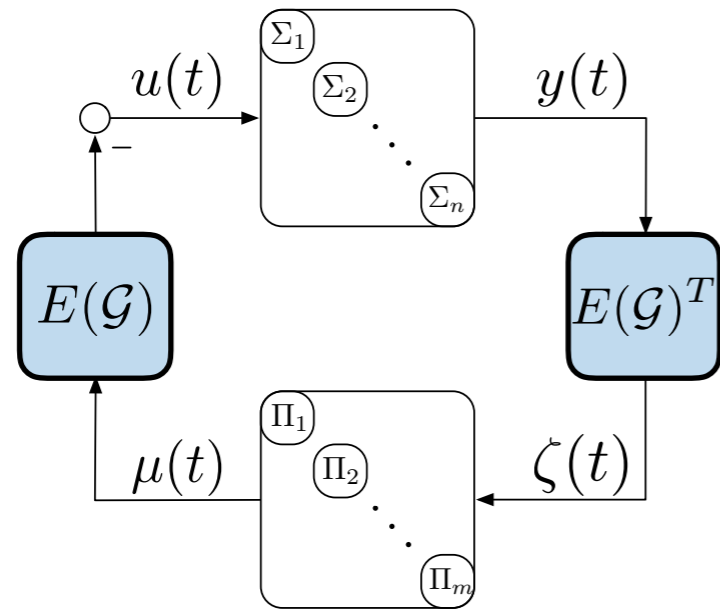 Σ₁
u(t) Σ₂ y(t)
−
Σₙ
E(𝒢) E(𝒢)ᵀ
Π₁
μ(t) Π₂ ζ(t)
Πₘ